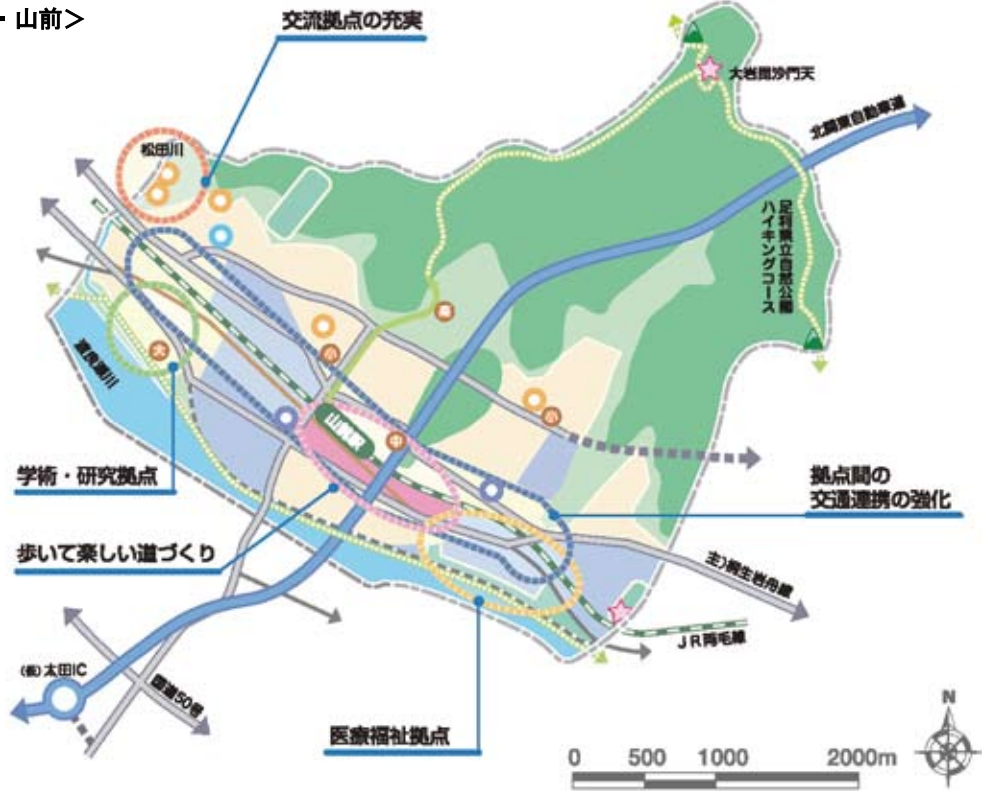 ・山前＞
交流拠点の充実
大岩毘沙門天
北関東自動車道
松田川
足利県立自然公園
ハイキングコース
高
大
小
渡良瀬川
小
山前駅
中
学術・研究拠点
拠点間の
交通連携の強化
歩いて楽しい道づくり
主）桐生岩舟線
JR両毛線
（仮）太田IC
国道50号
医療福祉拠点
N
0 500 1000 2000m